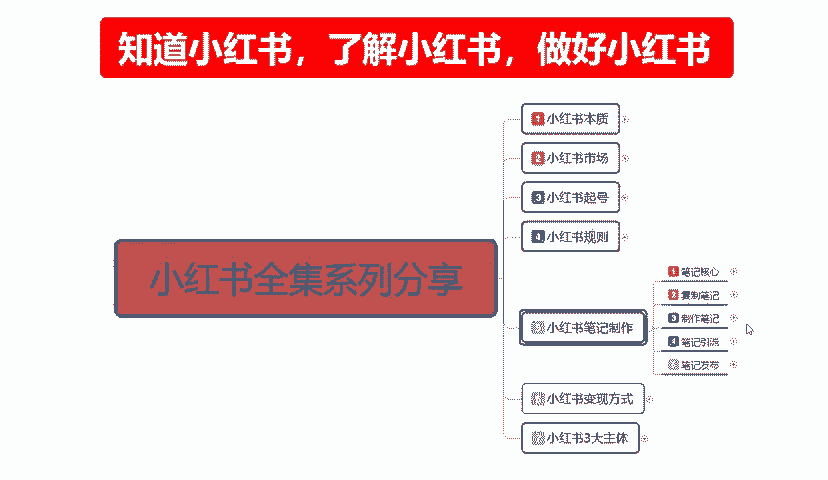 知道小红书，了解小红书，做好小红书
1 小红书本质
2 小红书市场
3 小红书起号
4 小红书规则
小红书全集系列分享
小红书笔记制作
1 笔记核心
2 复制笔记
3 制作笔记
4 笔记引流
笔记发布
小红书变现方式
小红书3大主体